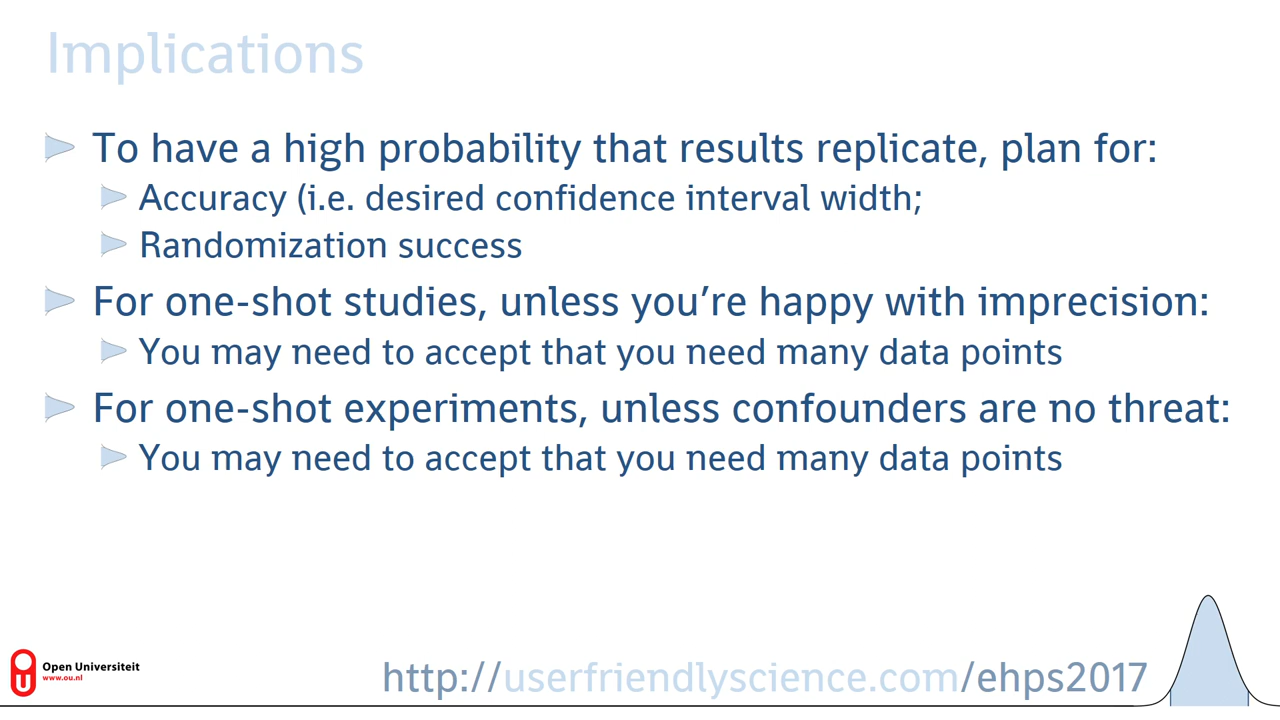 Implications
To have a high probability that results replicate, plan for:
Accuracy (i.e. desired confidence interval width;
Randomization success
For one-shot studies, unless you’re happy with imprecision:
You may need to accept that you need many data points
For one-shot experiments, unless confounders are no threat:
You may need to accept that you need many data points
OU
Open Universiteit
www.ou.nl
http://userfriendlyscience.com/ehps2017